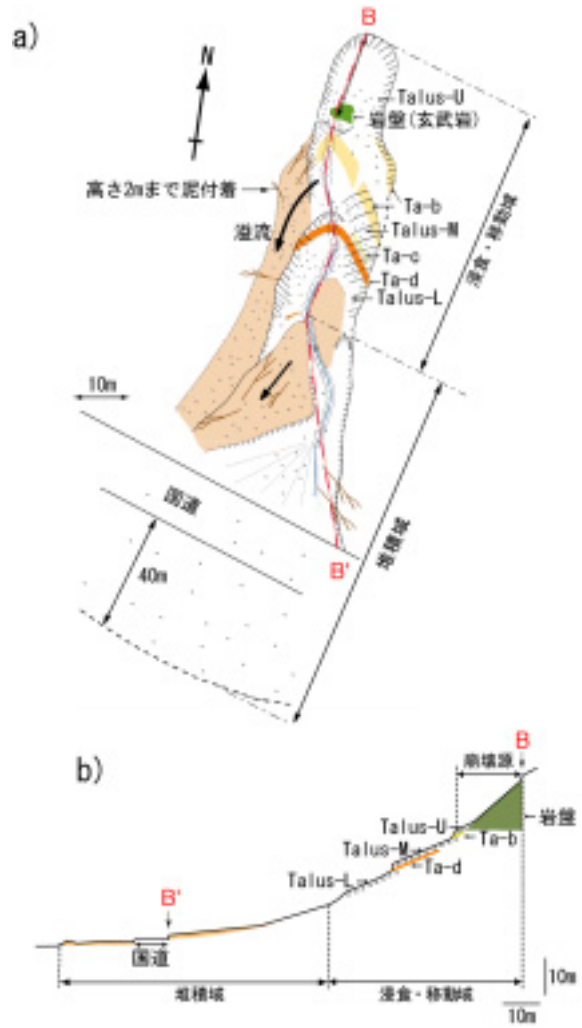 a)
B
N
Talus-U
岩盤(玄武岩)
高さ2mまで泥付着
溢流
Ta-b
Talus-M
Ta-c
Ta-d
Talus-L
浸食・移動域
10m
国道
B'
40m
堆積域
b)
B
崩壊源
岩盤
Talus-U
Ta-b
Talus-M
Ta-d
Talus-L
B'
国道
堆積域
浸食・移動域
10m
10m